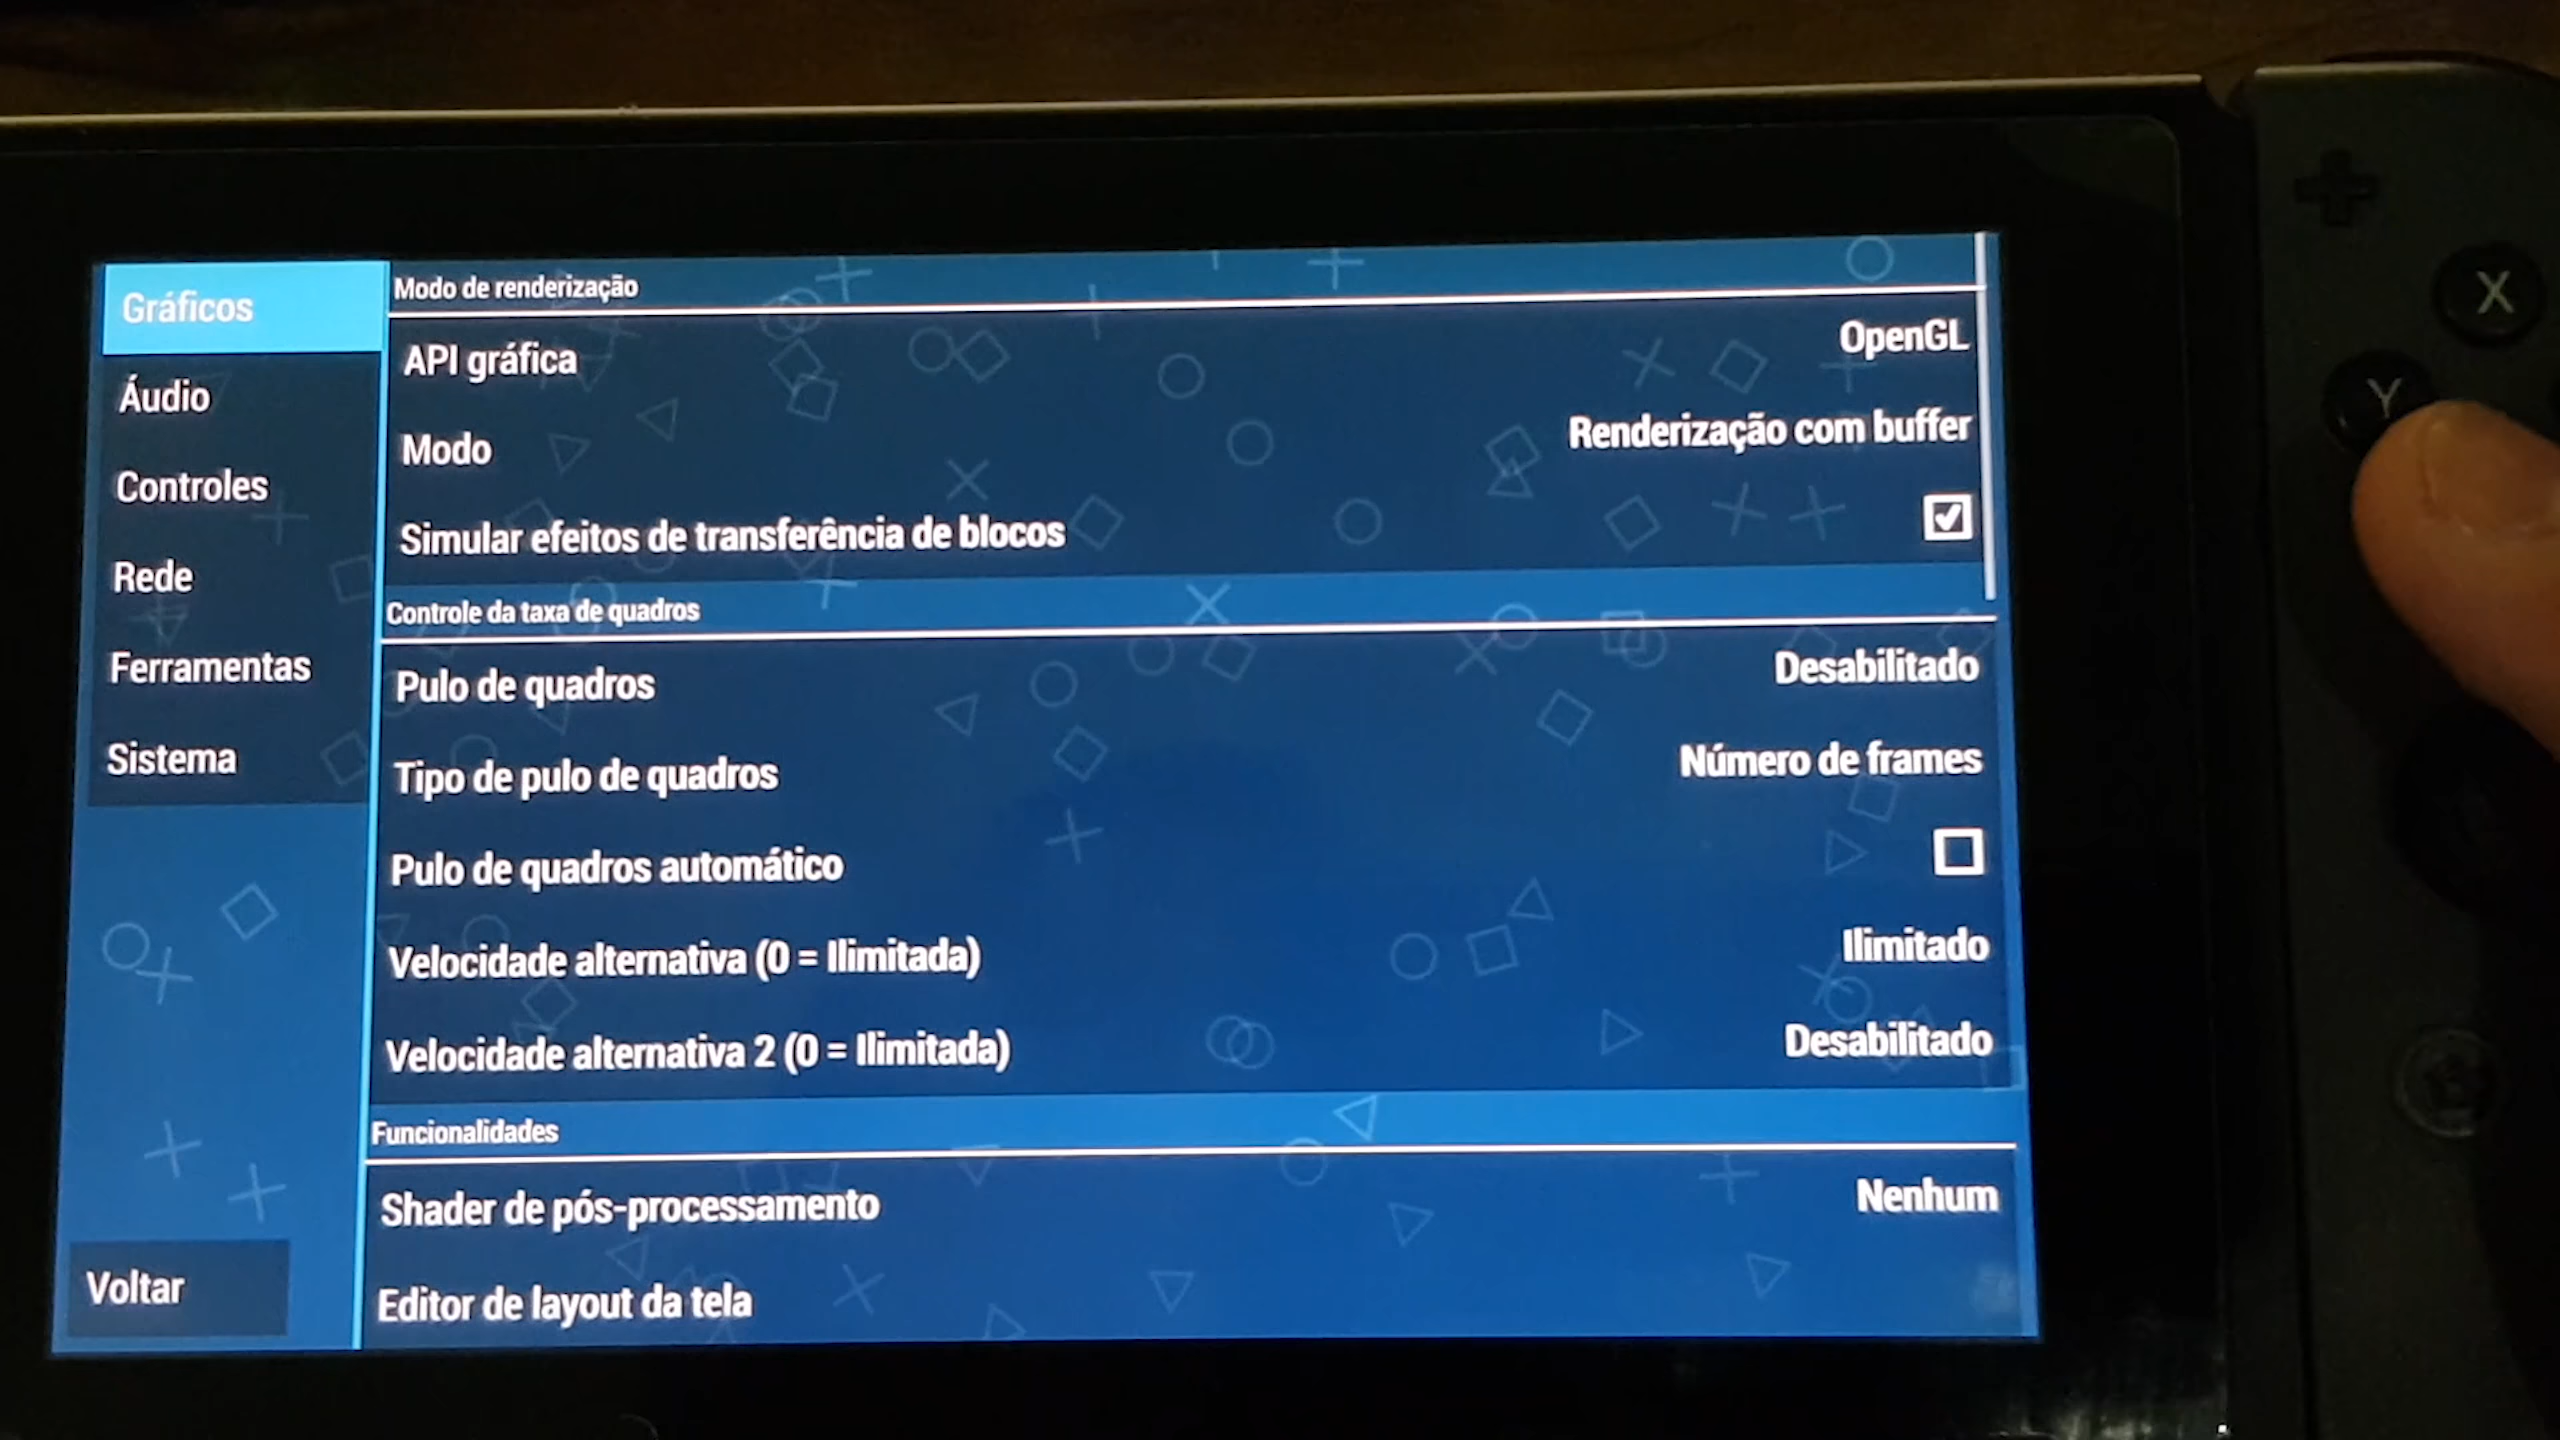 Gráficos
Áudio
Controles
Rede
Ferramentas
Sistema
Voltar
Modo de renderização
API gráfica OpenGL
Modo Renderização com buffer
Simular efeitos de transferência de blocos
Controle da taxa de quadros
Pulo de quadros Desabilitado
Tipo de pulo de quadros Número de frames
Pulo de quadros automático
Velocidade alternativa (0 = Ilimitada) Ilimitado
Velocidade alternativa 2 (0 = Ilimitada) Desabilitado
Funcionalidades
Shader de pós-processamento Nenhum
Editor de layout da tela
X
Y